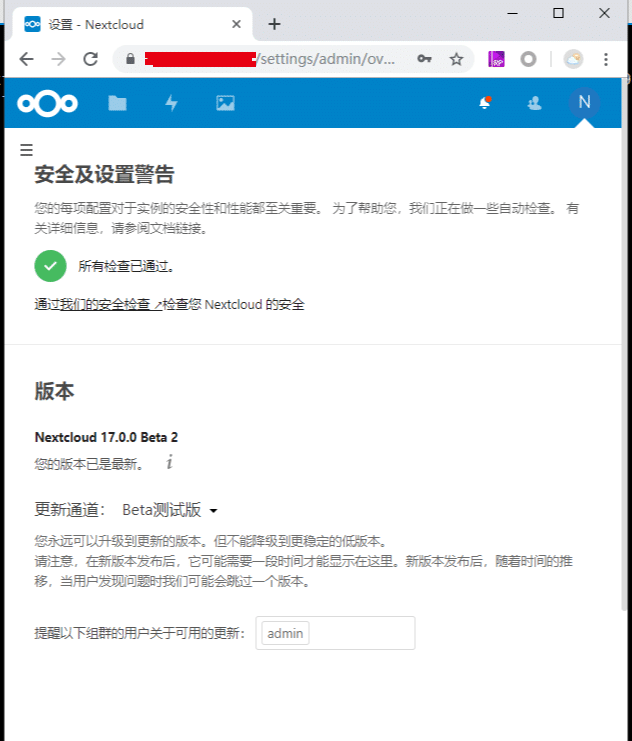 设置 - Nextcloud
/settings/admin/ov...
RP
N
安全及设置警告
您的每项配置对于实例的安全性和性能都至关重要。 为了帮助您，我们正在做一些自动检查。 有
关详细信息，请参阅文档链接。
所有检查已通过。
通过我们的安全检查 ↗检查您 Nextcloud 的安全
版本
Nextcloud 17.0.0 Beta 2
您的版本已是最新。 i
更新通道： Beta测试版
您永远可以升级到更新的版本。但不能降级到更稳定的低版本。
请注意，在新版本发布后，它可能需要一段时间才能显示在这里。新版本发布后，随着时间的推
移，当用户发现问题时我们可能会跳过一个版本。
提醒以下组群的用户关于可用的更新： admin